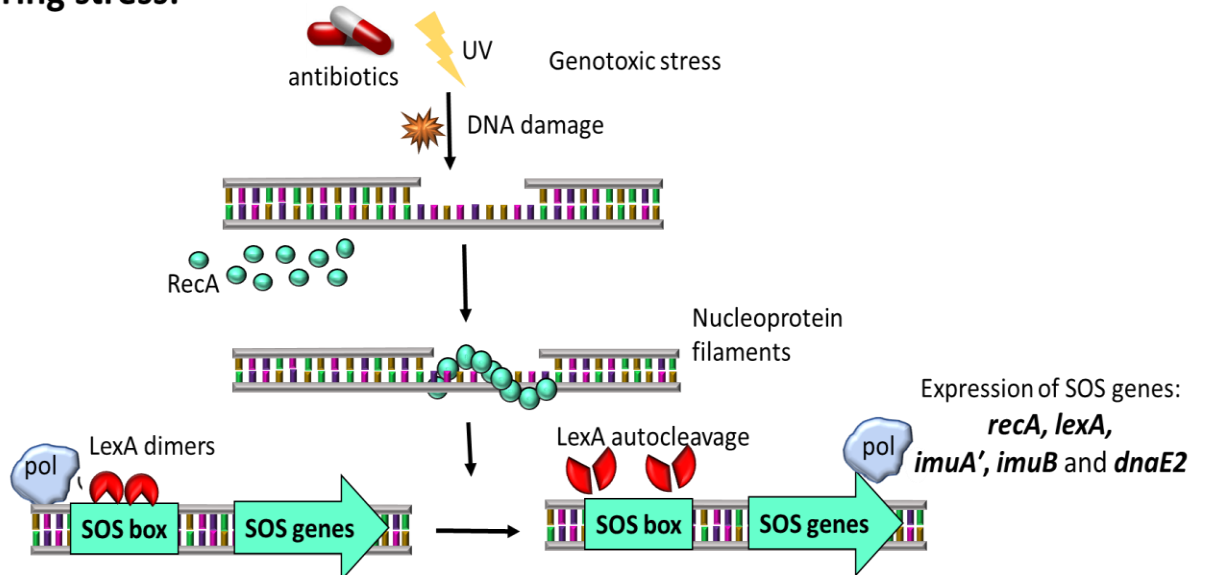 ring stress:
antibiotics
UV
Genotoxic stress
DNA damage
RecA
Nucleoprotein
filaments
Expression of SOS genes:
recA, lexA,
imuA’, imuB and dnaE2
pol
LexA dimers
SOS box
SOS genes
LexA autocleavage
pol
SOS box
SOS genes